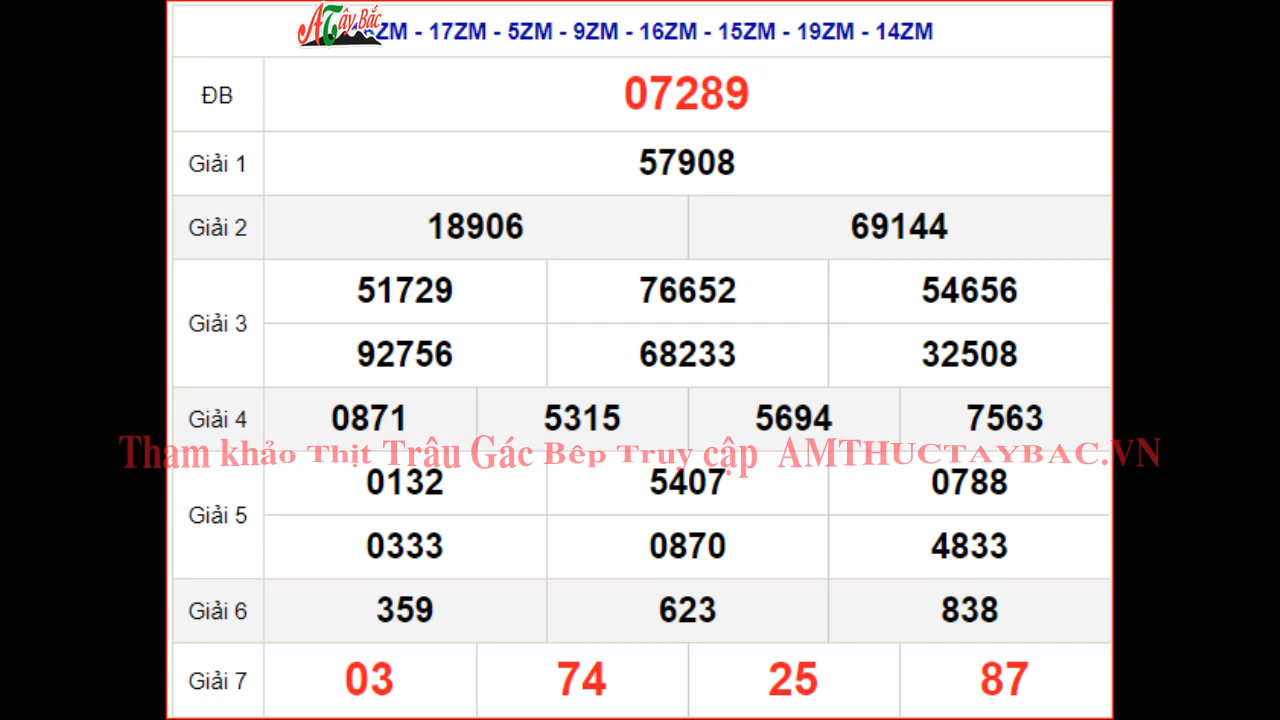 ATây Bắc
ZM - 17ZM - 5ZM - 9ZM - 16ZM - 15ZM - 19ZM - 14ZM
ĐB 07289
Giải 1 57908
Giải 2 18906 69144
Giải 3 51729 76652 54656
92756 68233 32508
Giải 4 0871 5315 5694 7563
Tham khảo Thịt Trâu Gác Bếp Truy cập AMTHUCTAYBAC.VN
Giải 5 0132 5407 0788
0333 0870 4833
Giải 6 359 623 838
Giải 7 03 74 25 87